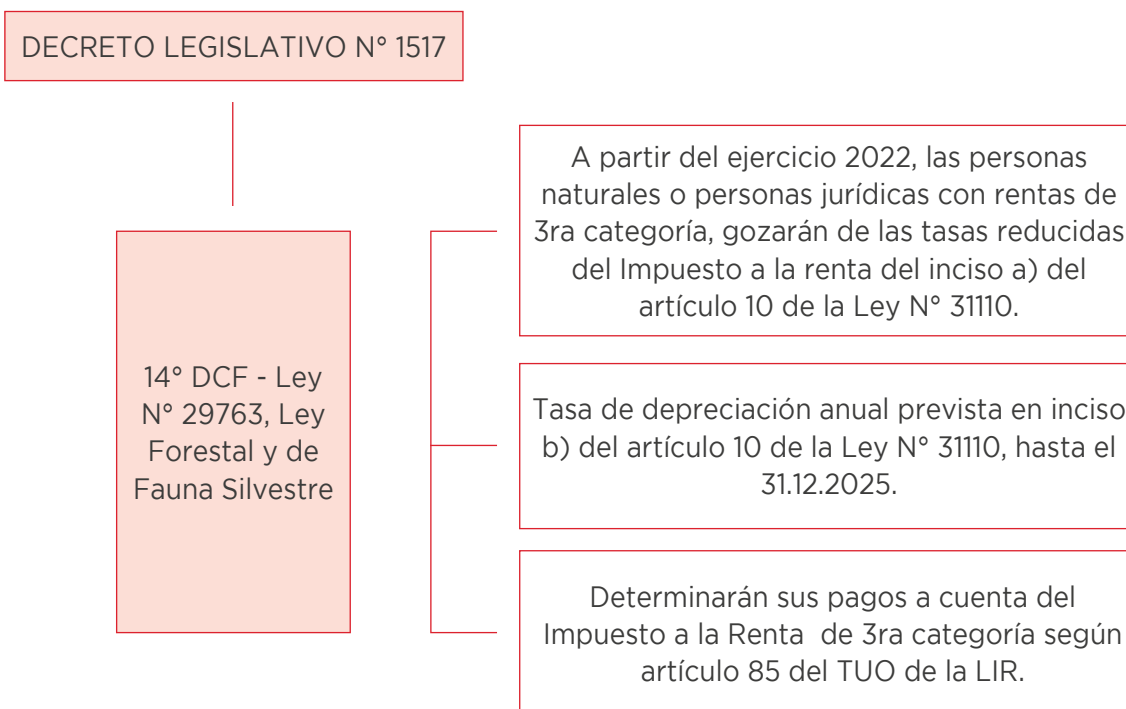 DECRETO LEGISLATIVO N° 1517
14° DCF - Ley
N° 29763, Ley
Forestal y de
Fauna Silvestre
A partir del ejercicio 2022, las personas
naturales o personas jurídicas con rentas de
3ra categoría, gozarán de las tasas reducidas
del Impuesto a la renta del inciso a) del
artículo 10 de la Ley N° 31110.
Tasa de depreciación anual prevista en inciso
b) del artículo 10 de la Ley N° 31110, hasta el
31.12.2025.
Determinarán sus pagos a cuenta del
Impuesto a la Renta de 3ra categoría según
artículo 85 del TUO de la LIR.